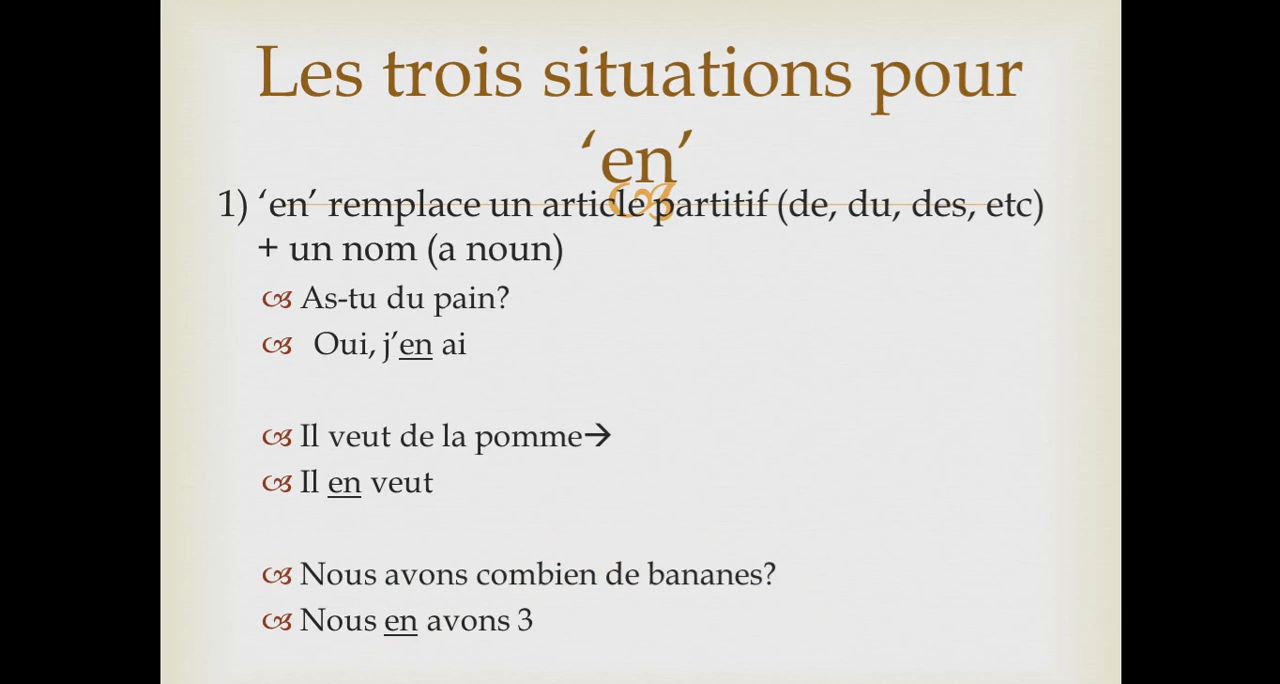 Les trois situations pour
‘en’
1) ‘en’ remplace un article partitif (de, du, des, etc)
+ un nom (a noun)
As-tu du pain?
Oui, j’en ai
Il veut de la pomme→
Il en veut
Nous avons combien de bananes?
Nous en avons 3